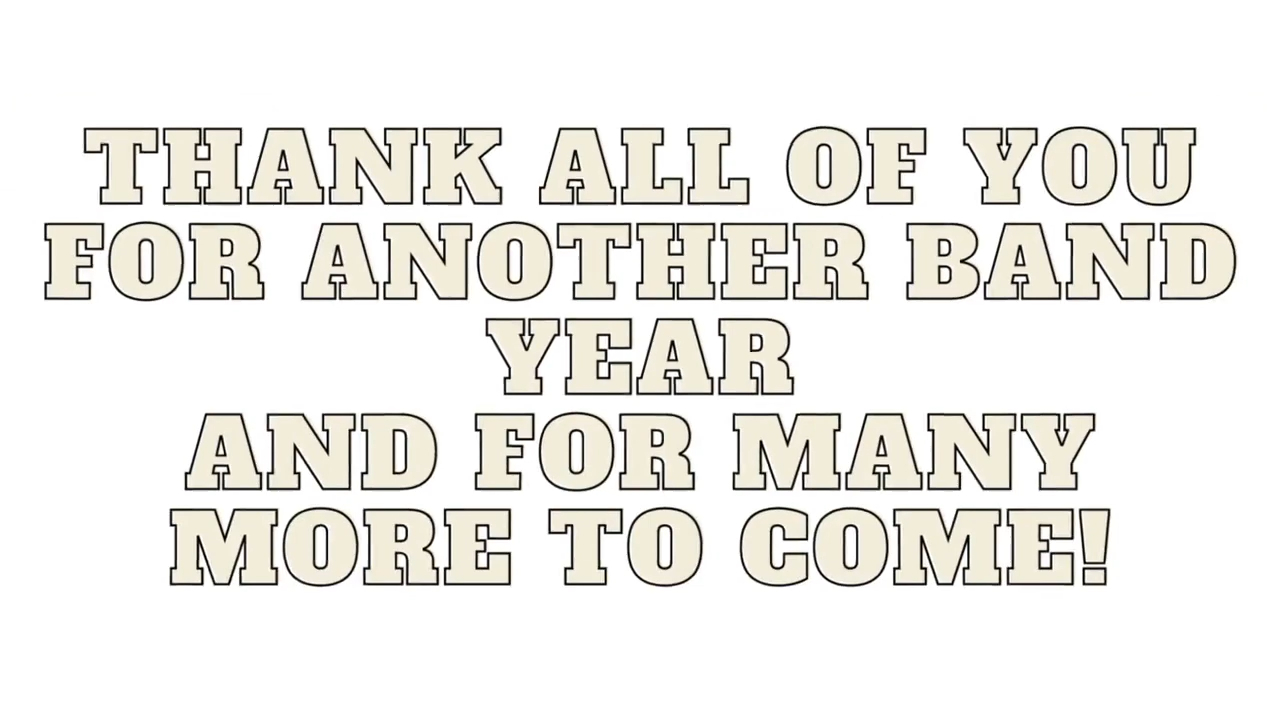 THANK ALL OF YOU
FOR ANOTHER BAND
YEAR
AND FOR MANY
MORE TO COME!